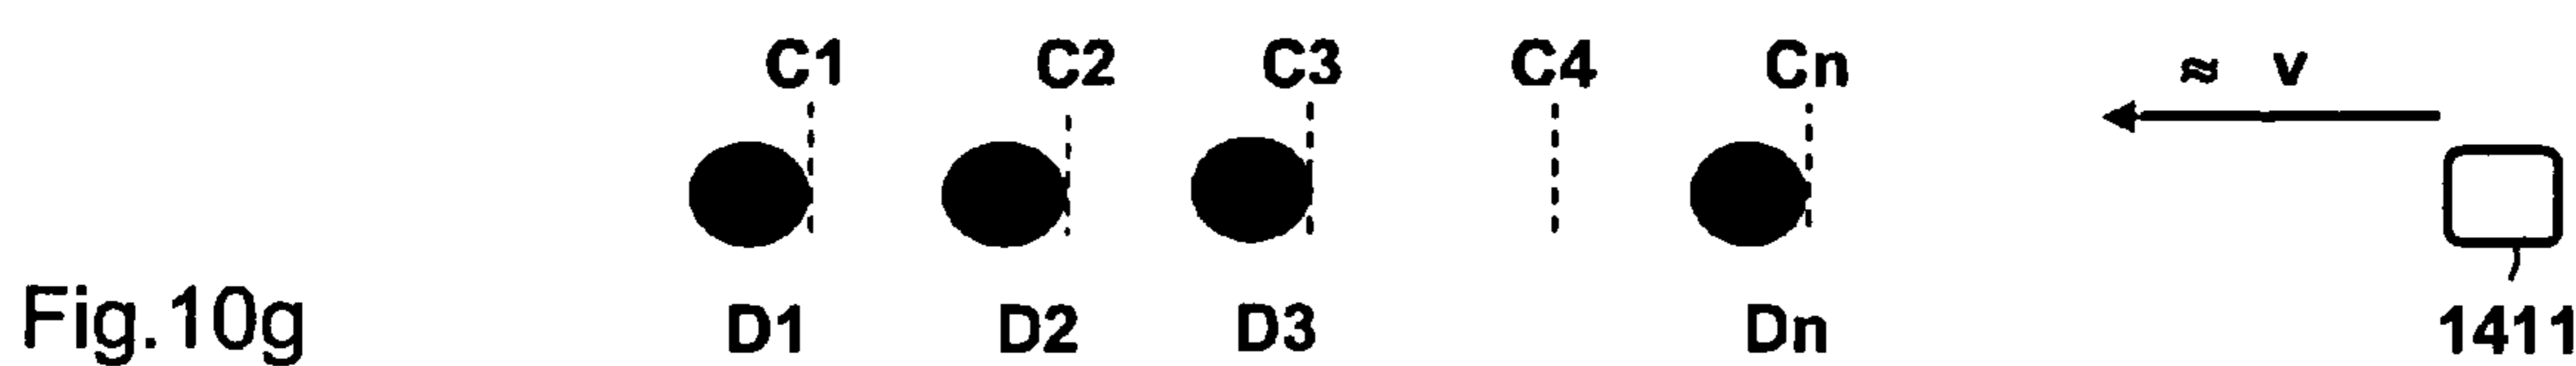 C1 C2 C3 C4 Cn ≈ v
D1 D2 D3 Dn 1411
Fig.10g